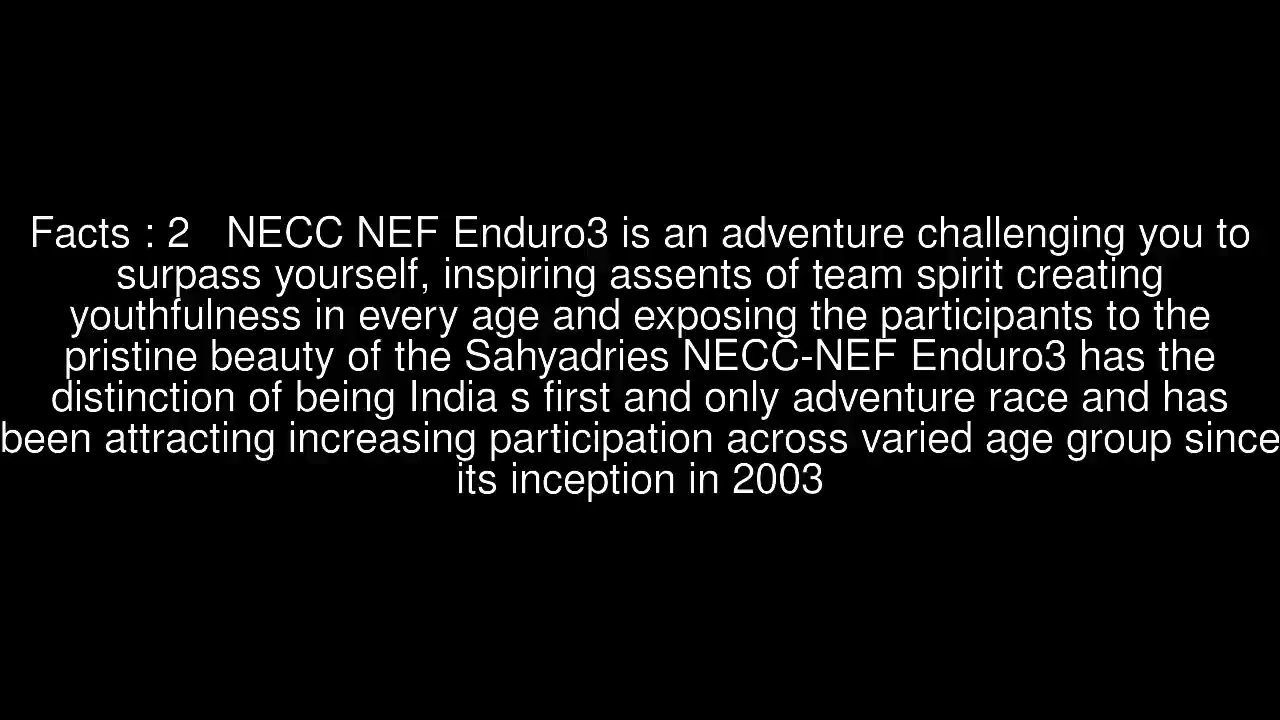 Facts : 2   NECC NEF Enduro3 is an adventure challenging you to
surpass yourself, inspiring assents of team spirit creating
youthfulness in every age and exposing the participants to the
pristine beauty of the Sahyadries NECC-NEF Enduro3 has the
distinction of being India s first and only adventure race and has
been attracting increasing participation across varied age group since
its inception in 2003